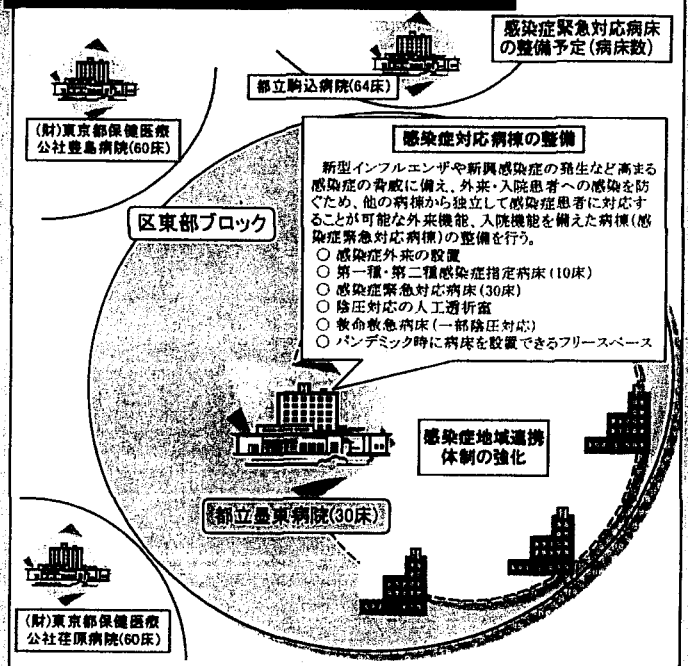 感染症緊急対応病床
の整備予定(病床数)
都立駒込病院(64床)
(財)東京都保健医療
公社豊島病院(60床)
感染症対応病棟の整備
新型インフルエンザや新興感染症の発生など高まる
感染症の脅威に備え、外来・入院患者への感染を防
ぐため、他の病棟から独立して感染症患者に対応す
ることが可能な外来機能、入院機能を備えた病棟(感
染症緊急対応病棟)の整備を行う。
○ 感染症外来の設置
○ 第一種・第二種感染症指定病床(10床)
○ 感染症緊急対応病床(30床)
○ 陰圧対応の人工透析室
○ 救命救急病床(一部陰圧対応)
○ パンデミック時に病床を設置できるフリースペース
区東部ブロック
感染症地域連携
体制の強化
都立墨東病院(30床)
(財)東京都保健医療
公社荏原病院(60床)